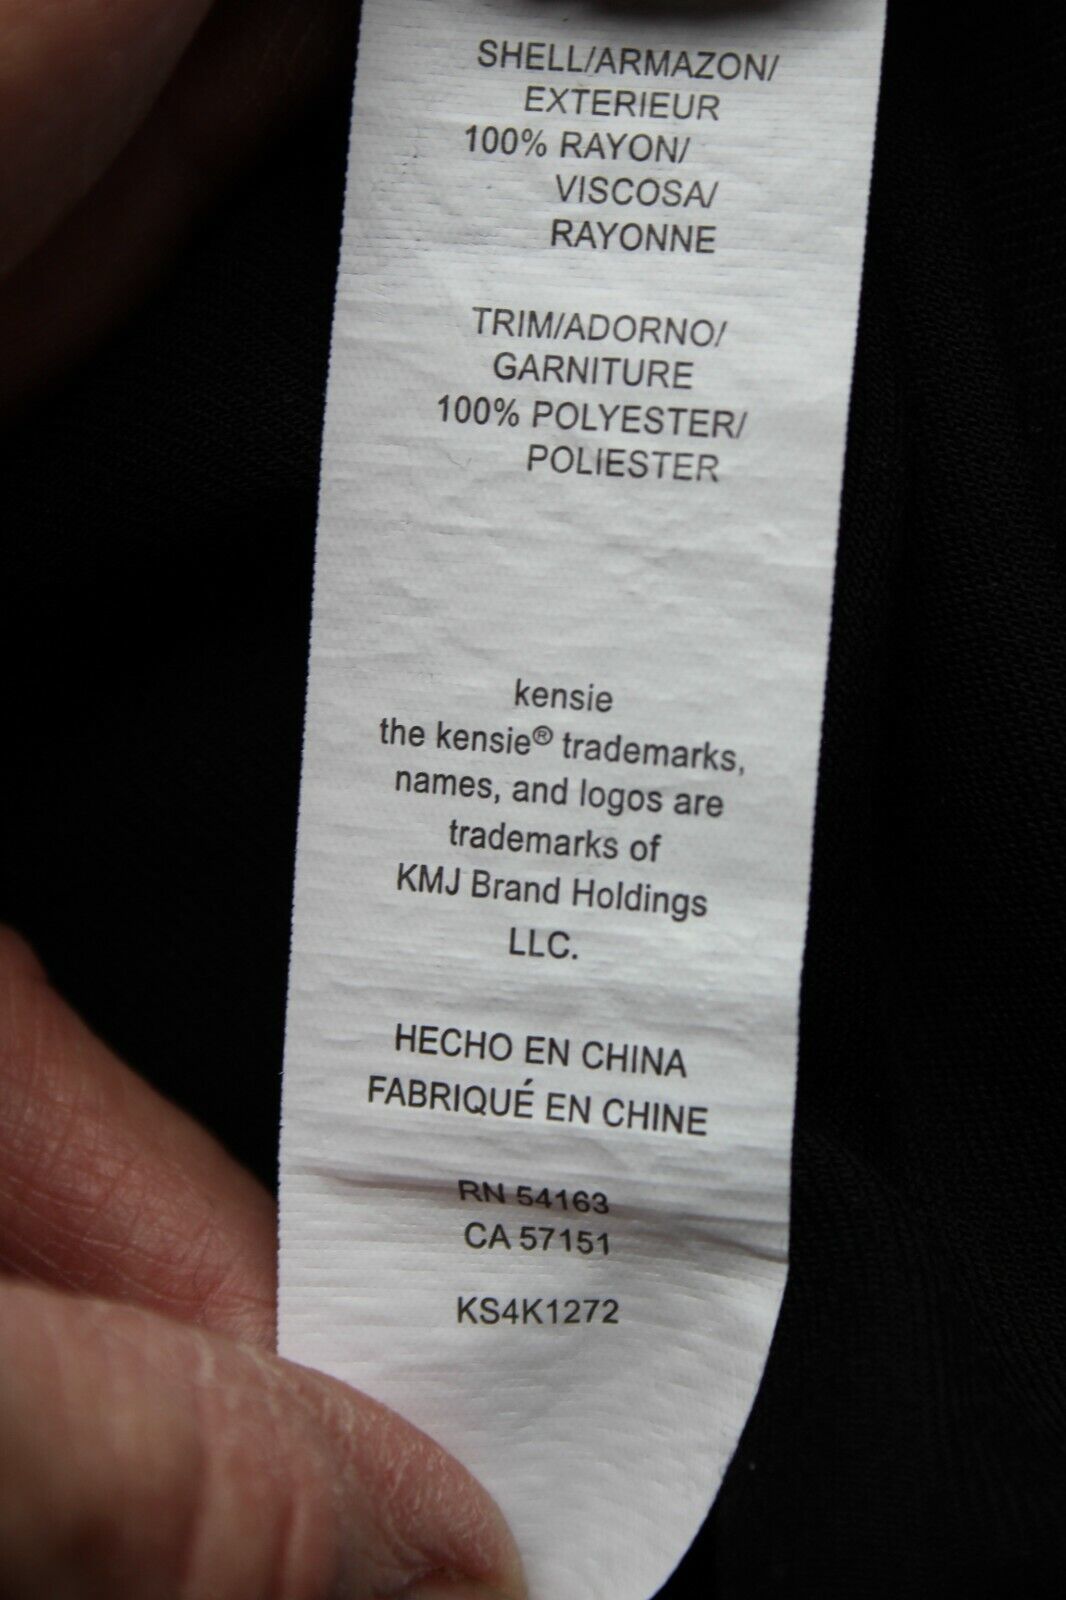 SHELL/ARMAZON/
EXTERIEUR
100% RAYON/
VISCOSA/
RAYONNE
TRIM/ADORNO/
GARNITURE
100% POLYESTER/
POLIESTER
kensie
the kensie® trademarks,
names, and logos are
trademarks of
KMJ Brand Holdings
LLC.
HECHO EN CHINA
FABRIQUÉ EN CHINE
RN 54163
CA 57151
KS4K1272